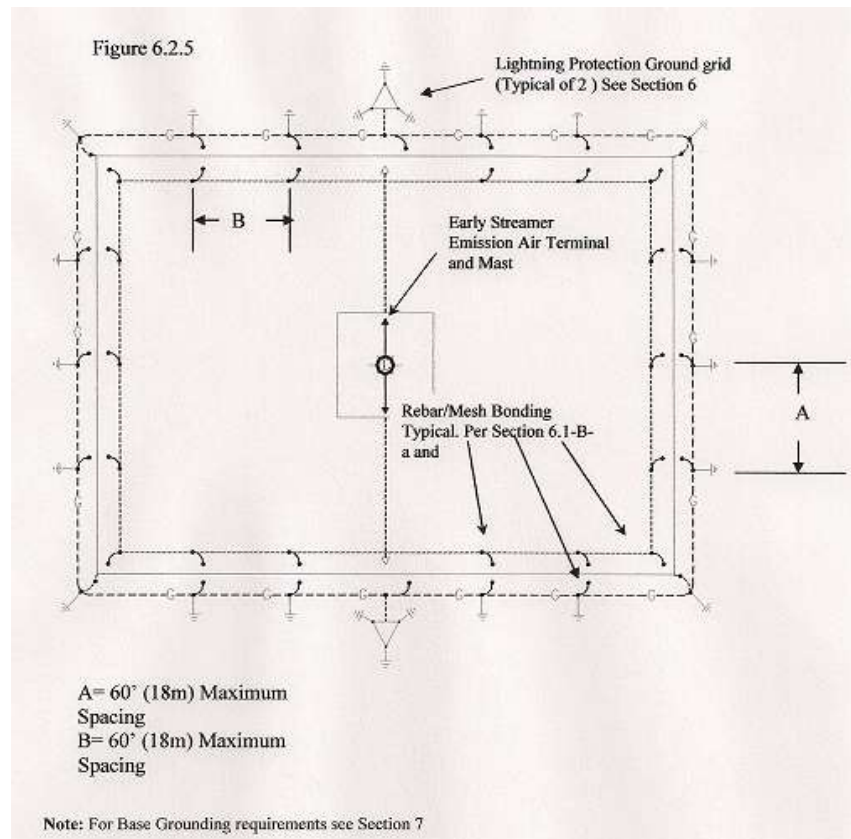 Figure 6.2.5
Lightning Protection Ground grid
(Typical of 2 ) See Section 6
G G G G G G
B
Early Streamer
Emission Air Terminal
and Mast
G G
G G
A
Rebar/Mesh Bonding
Typical. Per Section 6.1-B-
a and
G G
G G G G G G
A= 60˚ (18m) Maximum
Spacing
B= 60˚ (18m) Maximum
Spacing
Note: For Base Grounding requirements see Section 7